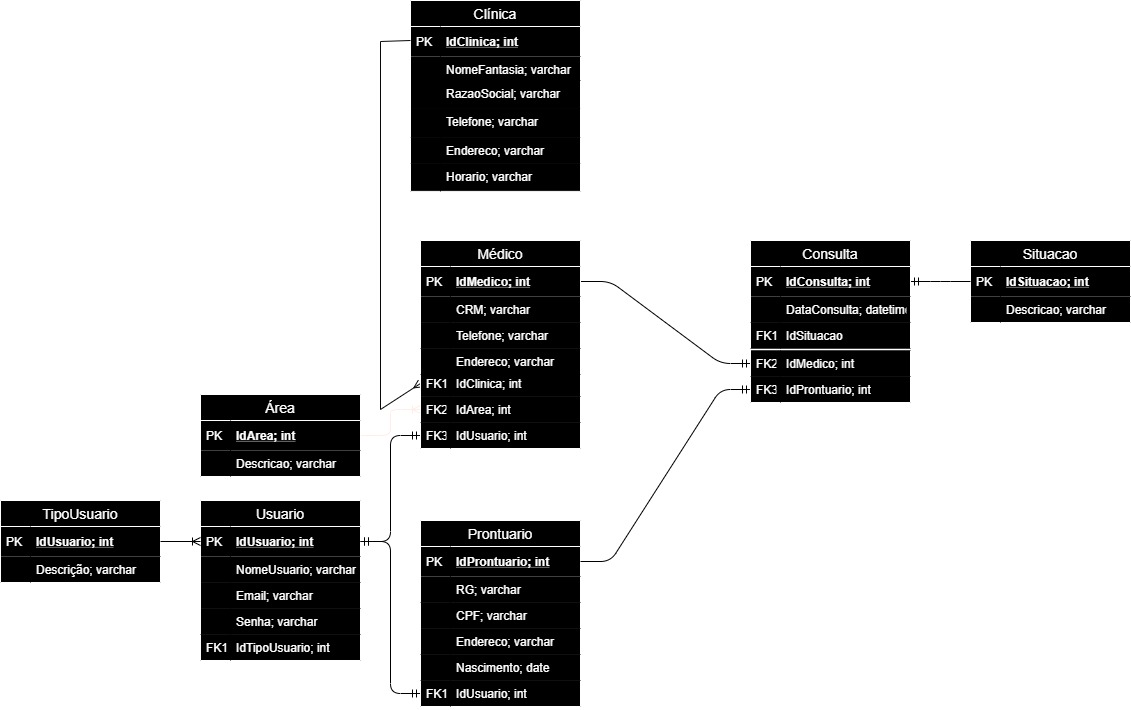 Clínica
PK IdClinica; int
NomeFantasia; varchar
RazaoSocial; varchar
Telefone; varchar
Endereco; varchar
Horario; varchar
Médico
PK IdMedico; int
CRM; varchar
Telefone; varchar
Endereco; varchar
FK1 IdClinica; int
FK2 IdArea; int
FK3 IdUsuario; int
Consulta
PK IdConsulta; int
DataConsulta; datetim
FK1 IdSituacao
FK2 IdMedico; int
FK3 IdProntuario; int
Situacao
PK IdSituacao; int
Descricao; varchar
Área
PK IdArea; int
Descricao; varchar
TipoUsuario
PK IdUsuario; int
Descrição; varchar
Usuario
PK IdUsuario; int
NomeUsuario; varchar
Email; varchar
Senha; varchar
FK1 IdTipoUsuario; int
Prontuario
PK IdProntuario; int
RG; varchar
CPF; varchar
Endereco; varchar
Nascimento; date
FK1 IdUsuario; int